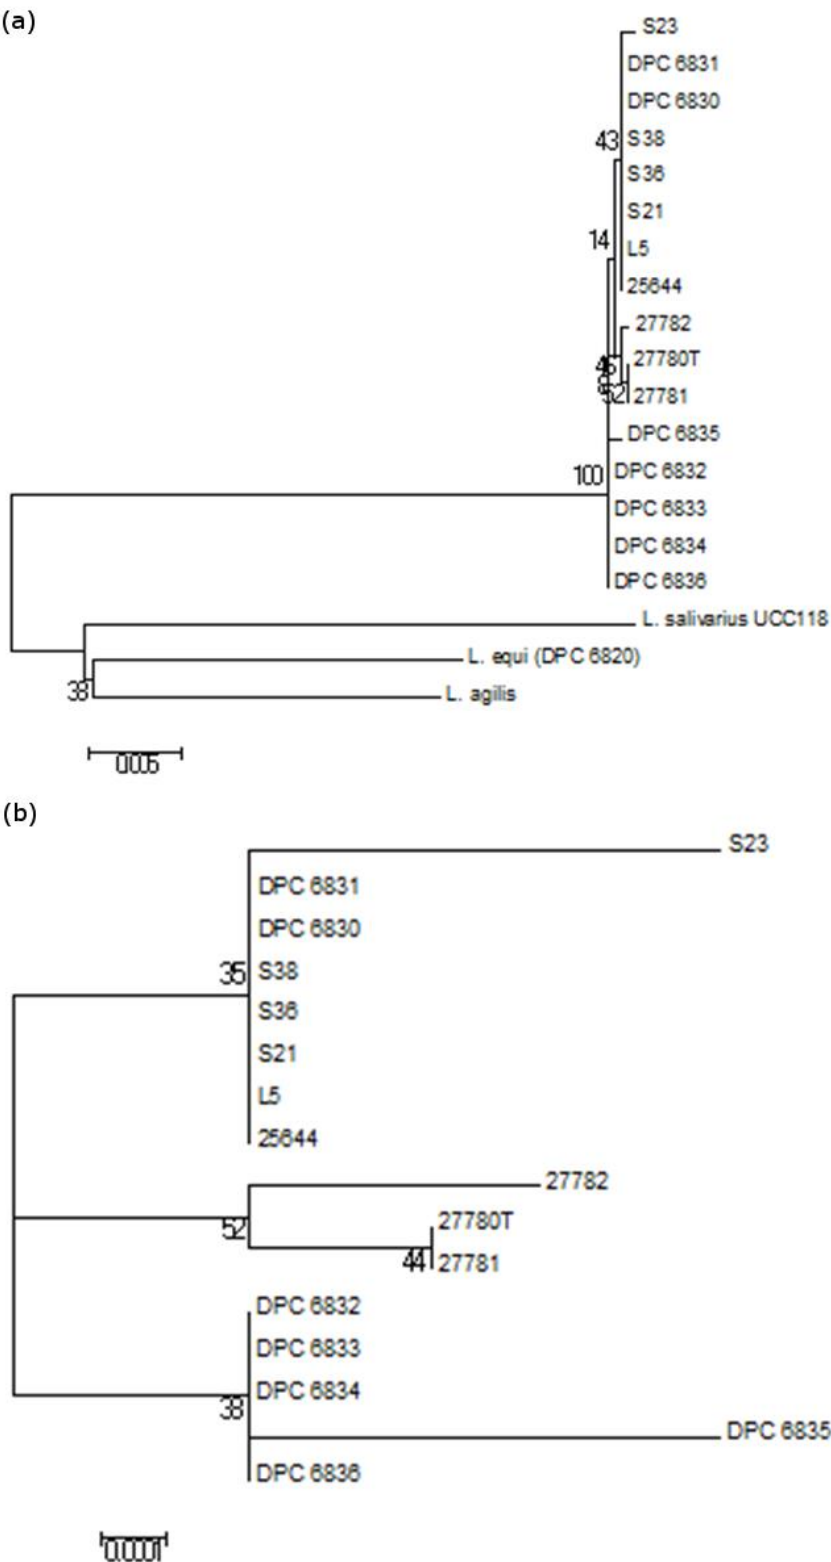 (a)
S23
DPC 6831
DPC 6830
43
S38
S36
S21
14
L5
25644
27782
27780T
46
52
27781
DPC 6835
100
DPC 6832
DPC 6833
DPC 6834
DPC 6836
L. salivarius UCC118
L. equi (DPC 6820)
38
L. agilis
0.005
(b)
S23
DPC 6831
DPC 6830
35
S38
S36
S21
L5
25644
27782
52
27780T
44
27781
DPC 6832
DPC 6833
DPC 6834
38
DPC 6835
DPC 6836
0.0001